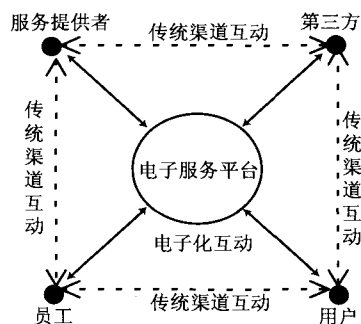 服务提供者
传统渠道互动
第三方
传统渠道互动
电子服务平台
传统渠道互动
电子化互动
员工
传统渠道互动
用户